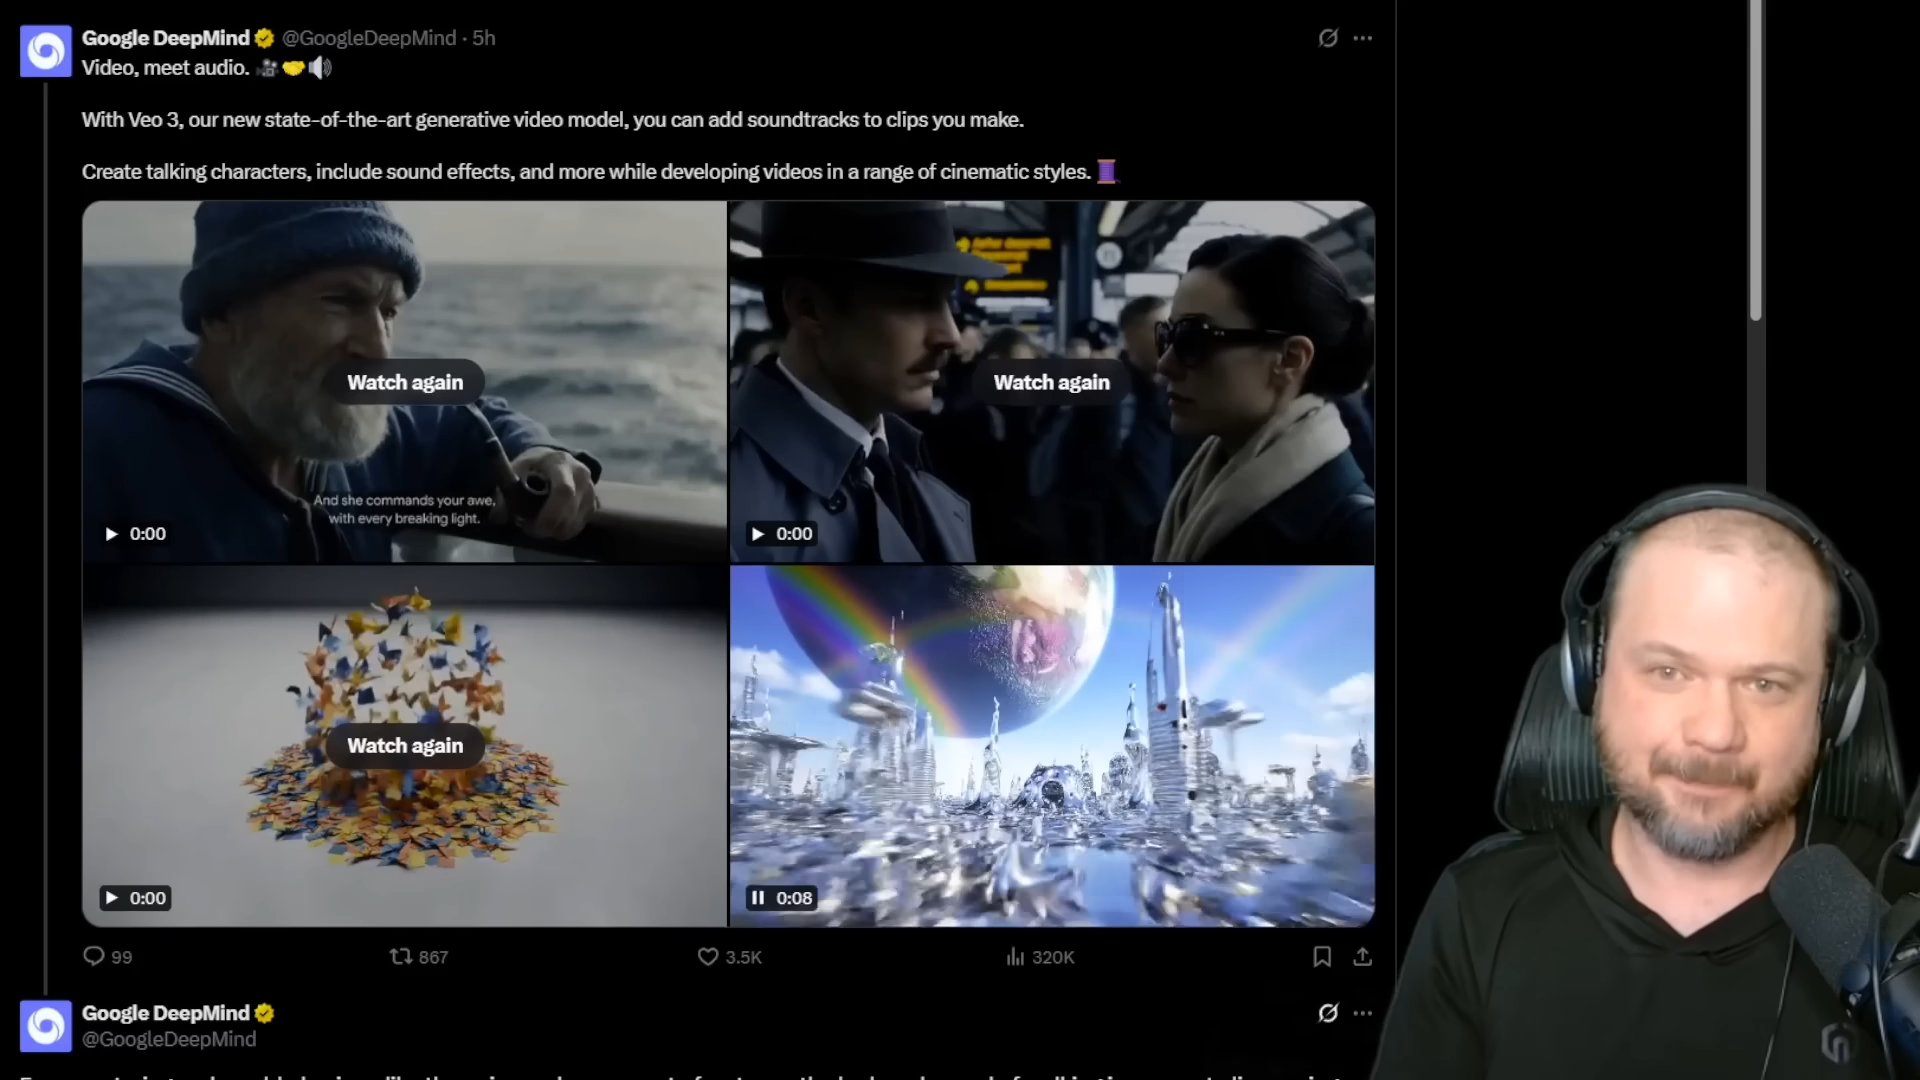 Google DeepMind @GoogleDeepMind · 5h
Video, meet audio.
With Veo 3, our new state-of-the-art generative video model, you can add soundtracks to clips you make.
Create talking characters, include sound effects, and more while developing videos in a range of cinematic styles.
Watch again
Watch again
And she commands your awe,
with every breaking light.
0:00
0:00
Watch again
0:00
0:08
99
867
3.5K
320K
Google DeepMind
@GoogleDeepMind